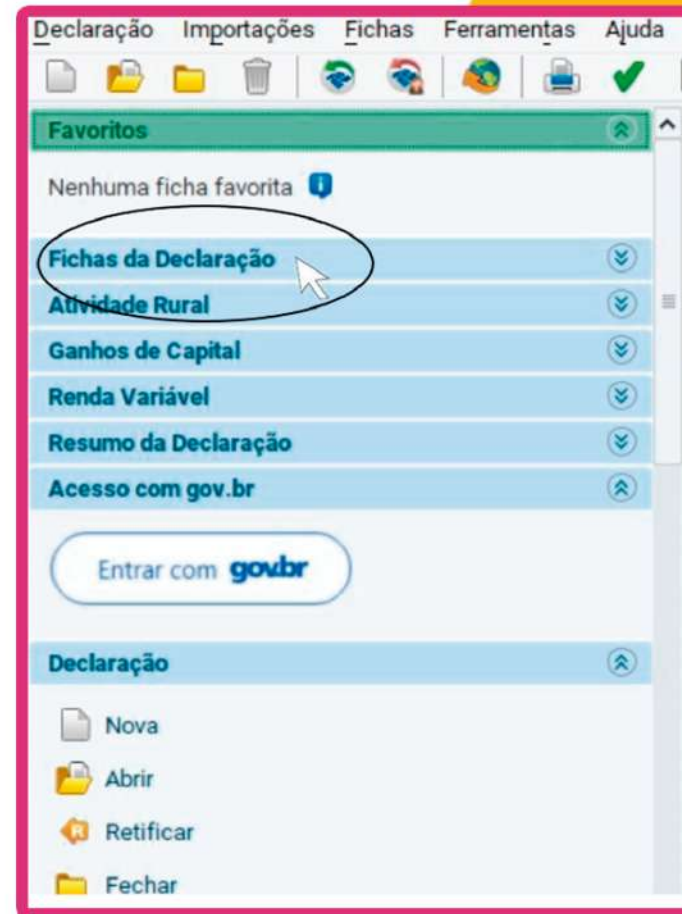 Declaração Importações Fichas Ferramentas Ajuda
Favoritos
Nenhuma ficha favorita
Fichas da Declaração
Atividade Rural
Ganhos de Capital
Renda Variável
Resumo da Declaração
Acesso com gov.br
Entrar com gov.br
Declaração
Nova
Abrir
Retificar
Fechar